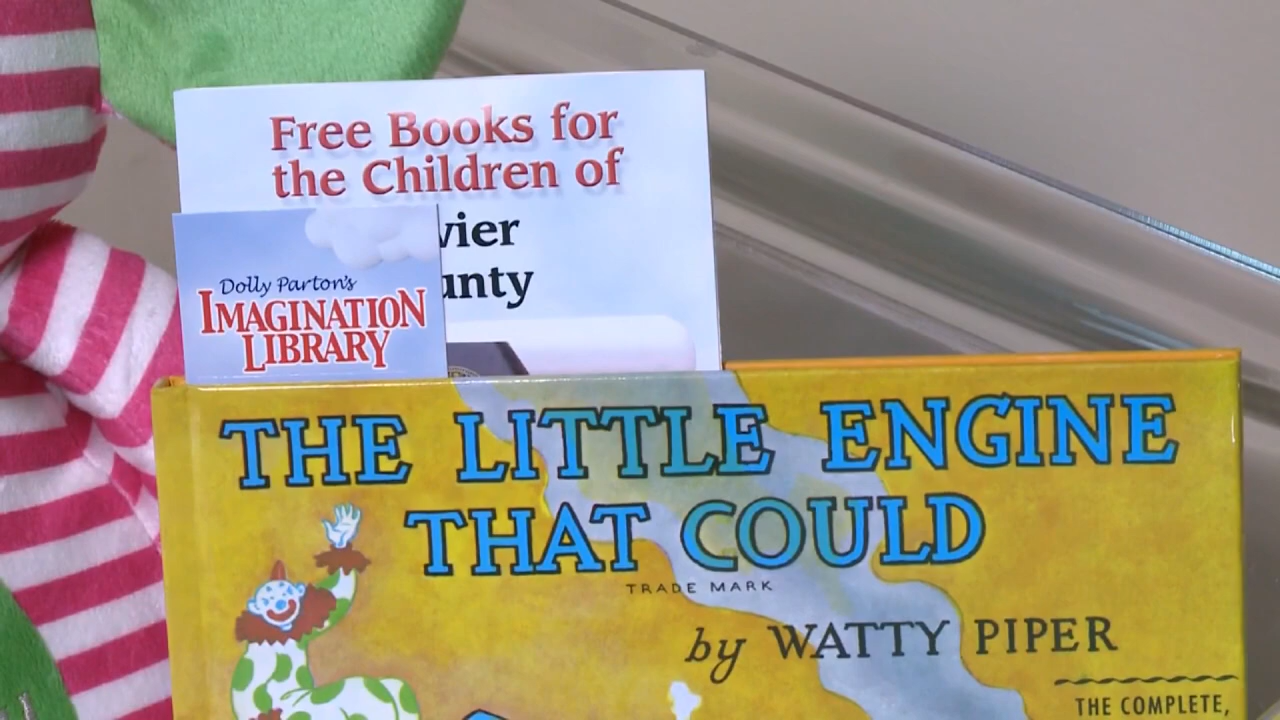 Free Books for
the Children of
vier
unty
Dolly Parton's
IMAGINATION
LIBRARY
THE LITTLE ENGINE
THAT COULD
TRADE MARK
by WATTY PIPER
THE COMPLETE,